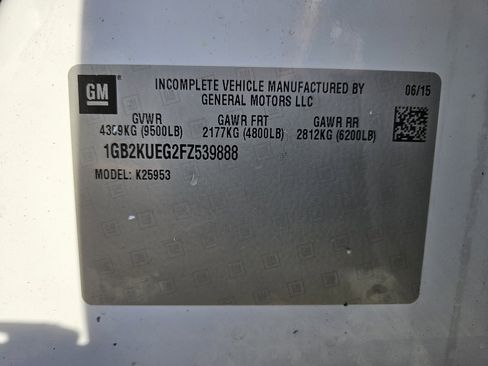 GM
INCOMPLETE VEHICLE MANUFACTURED BY
GENERAL MOTORS LLC
06/15
GVWR GAWR FRT GAWR RR
4309KG (9500LB) 2177KG (4800LB) 2812KG (6200LB)
1GB2KUEG2FZ539888
MODEL: K25953